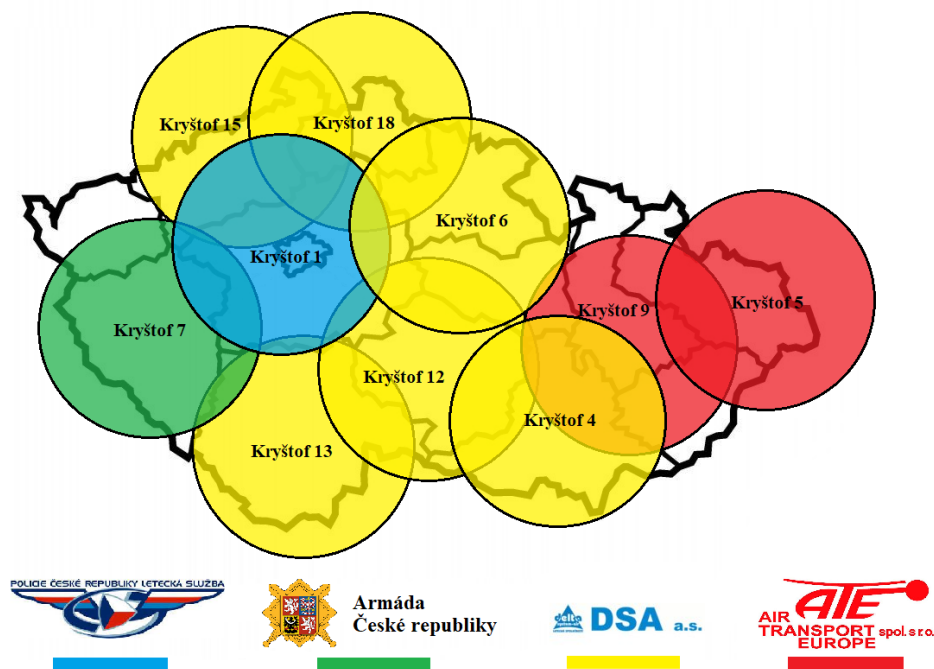 Kryštof 15
Kryštof 18
Kryštof 6
Kryštof 1
Kryštof 7
Kryštof 9
Kryštof 5
Kryštof 12
Kryštof 4
Kryštof 13
POLICIE ČESKÉ REPUBLIKY LETECKÁ SLUŽBA
Armáda
České republiky
DSA a.s.
ATE
AIR
TRANSPORT spol. s r.o.
EUROPE